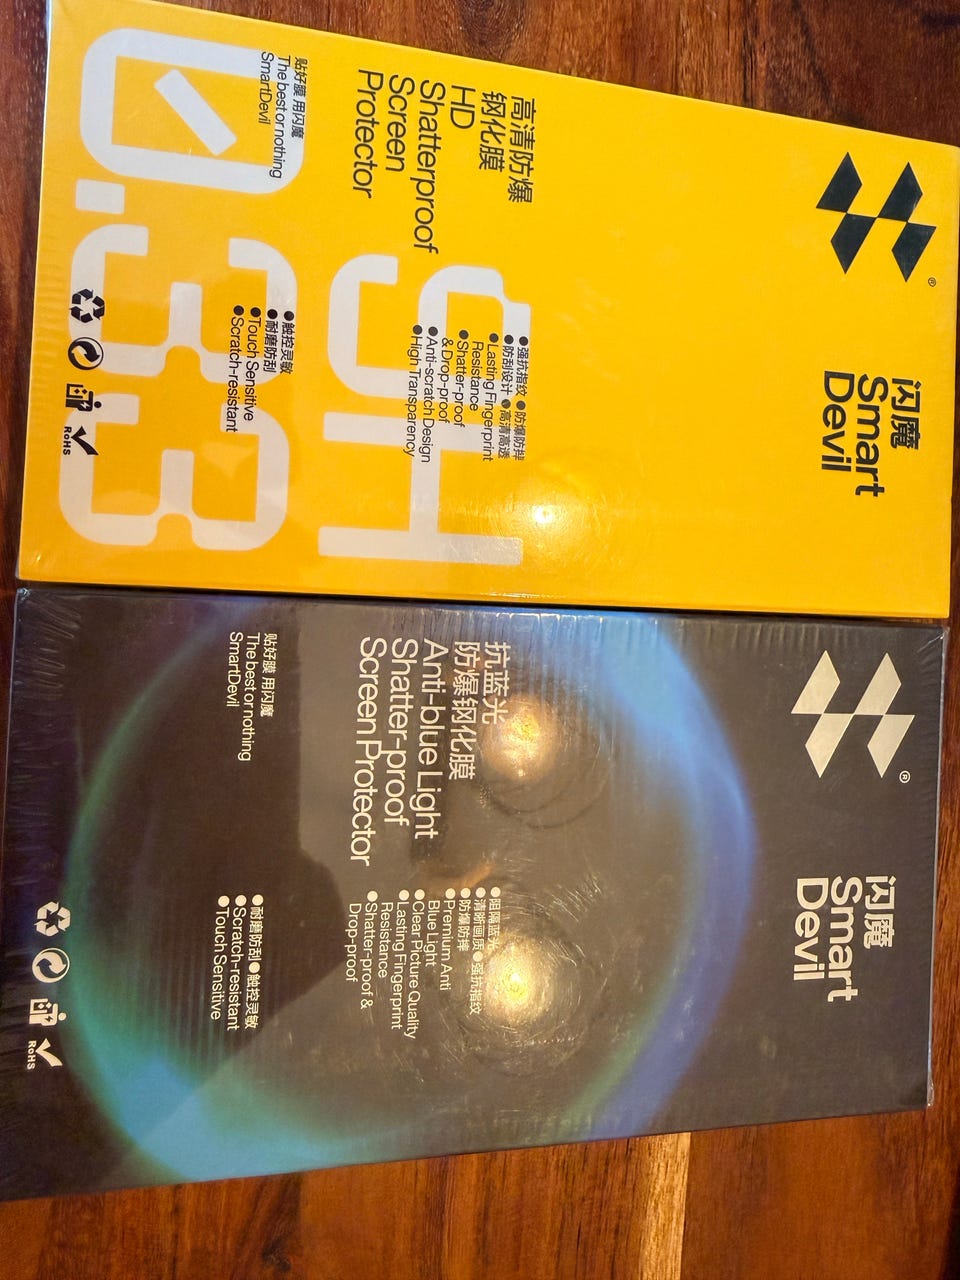 ®
闪魔
Smart
Devil
高清防爆
钢化膜
HD
Shatterproof
Screen
Protector
9H
●强抗指纹 ●防爆防摔
●防刮设计 ●高清高透
●Lasting Fingerprint
Resistance
●Shatter-proof
& Drop-proof
●Anti-scratch Design
●High Transparency
贴好膜 用闪魔
The best or nothing
SmartDevil
●触控灵敏
●耐磨防刮
●Touch Sensitive
●Scratch-resistant
0.33
RoHS
®
闪魔
Smart
Devil
抗蓝光
防爆钢化膜
Anti-blue Light
Shatter-proof
Screen Protector
●阻隔蓝光
●清晰画质 ●强抗指纹
●防爆防摔
●Premium Anti
Blue Light
●Clear Picture Quality
●Lasting Fingerprint
Resistance
●Shatter-proof &
Drop-proof
贴好膜 用闪魔
The best or nothing
SmartDevil
●耐磨防刮 ●触控灵敏
●Scratch-resistant
●Touch Sensitive
RoHS